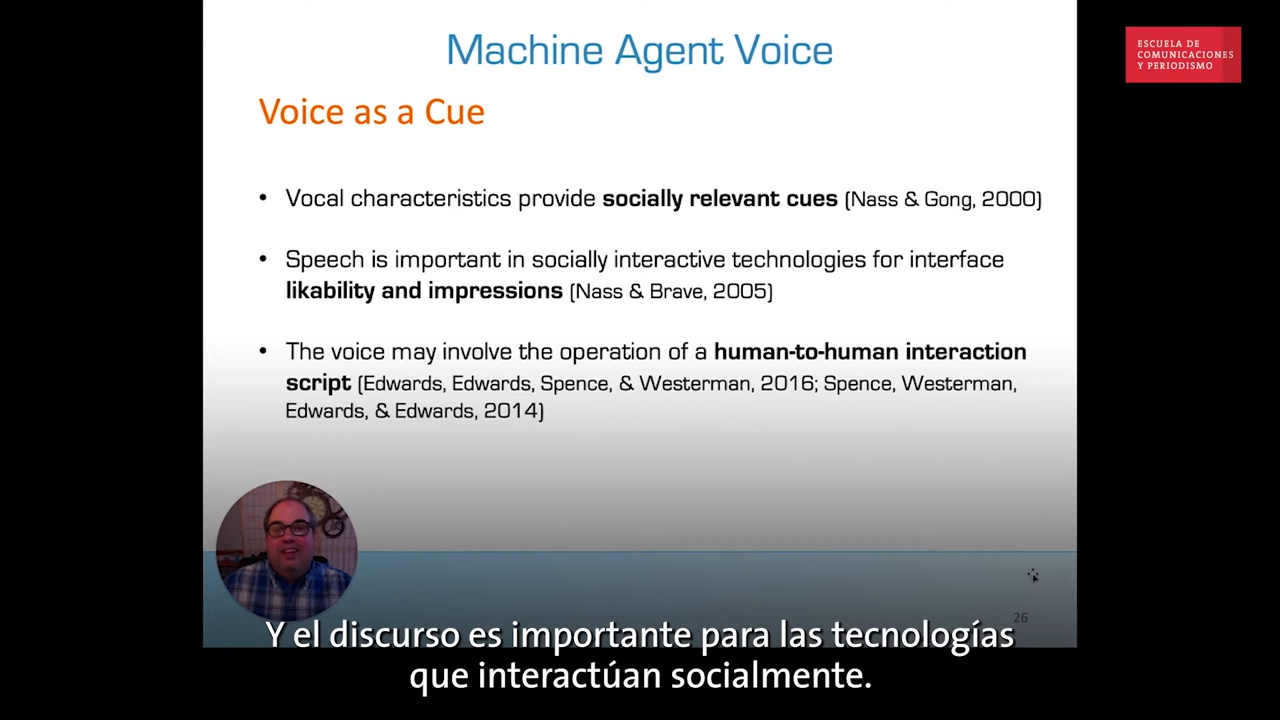 Machine Agent Voice
ESCUELA DE
COMUNICACIONES
Y PERIODISMO
Voice as a Cue
• Vocal characteristics provide socially relevant cues (Nass & Gong, 2000)
• Speech is important in socially interactive technologies for interface
likability and impressions (Nass & Brave, 2005)
• The voice may involve the operation of a human-to-human interaction
script (Edwards, Edwards, Spence, & Westerman, 2016; Spence, Westerman,
Edwards, & Edwards, 2014)
26
Y el discurso es importante para las tecnologías
que interactúan socialmente.